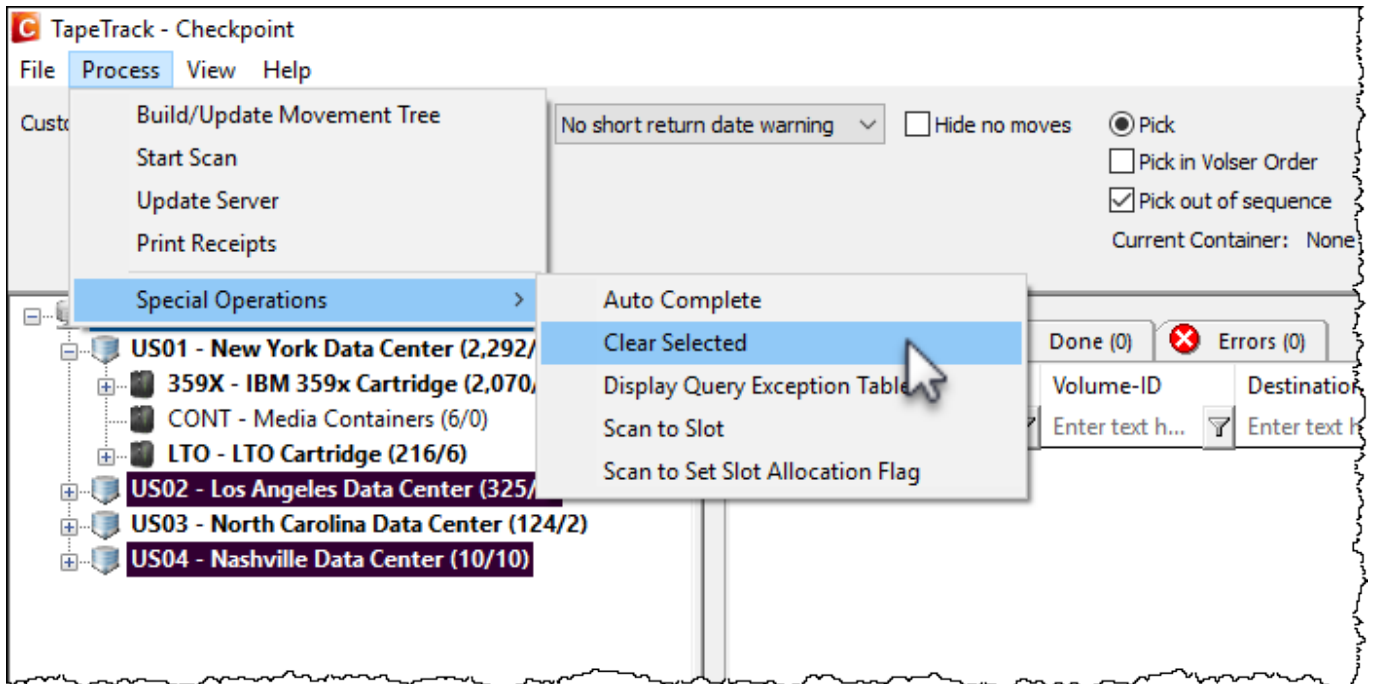 TapeTrack - Checkpoint
File Process View Help
Build/Update Movement Tree
Start Scan
Update Server
Print Receipts
Special Operations
Auto Complete
Clear Selected
Display Query Exception Table
Scan to Slot
Scan to Set Slot Allocation Flag
Custo
No short return date warning
Hide no moves
Pick
Pick in Volser Order
Pick out of sequence
Current Container: None
US01 - New York Data Center (2,292/
359X - IBM 359x Cartridge (2,070/
CONT - Media Containers (6/0)
LTO - LTO Cartridge (216/6)
US02 - Los Angeles Data Center (325/
US03 - North Carolina Data Center (124/2)
US04 - Nashville Data Center (10/10)
Done (0) Errors (0)
Volume-ID Destination
Enter text h... Enter text h